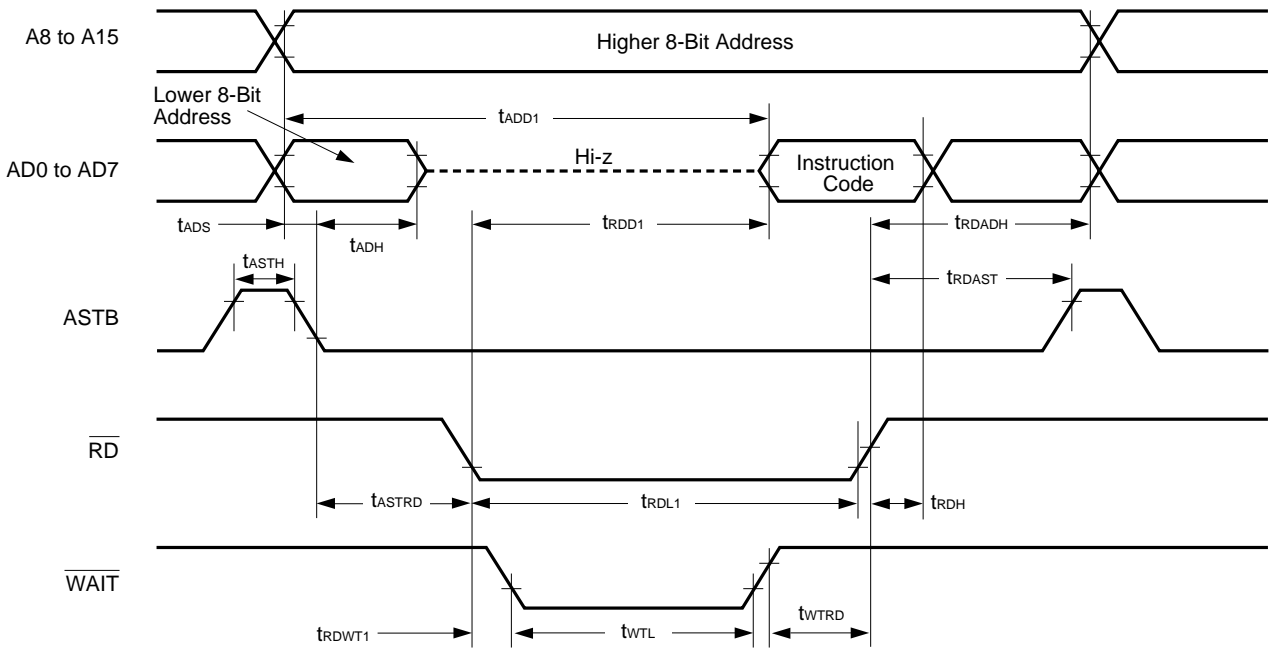 A8 to A15
Higher 8-Bit Address
Lower 8-Bit
Address
tADD1
AD0 to AD7
Hi-z
Instruction
Code
tADS
tADH
tRDD1
tRDADH
tASTH
tRDAST
ASTB
RD
tASTRD
tRDL1
tRDH
WAIT
tRDWT1
tWTL
tWTRD